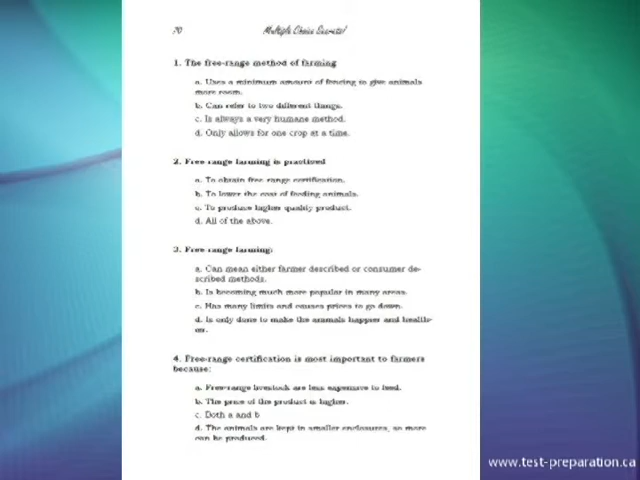 70 Multiple Choice Secrets!
1. The free-range method of farming
a. Uses a minimum amount of fencing to give animals
more room.
b. Can refer to two different things.
c. Is always a very humane method.
d. Only allows for one crop at a time.
2. Free range farming is practised
a. To obtain free range certification.
b. To lower the cost of feeding animals.
c. To produce higher quality product.
d. All of the above.
3. Free-range farming:
a. Can mean either farmer described or consumer de-
scribed methods.
b. Is becoming much more popular in many areas.
c. Has many limits and causes prices to go down.
d. Is only done to make the animals happier and health-
ier.
4. Free-range certification is most important to farmers
because:
a. Free-range livestock are less expensive to feed.
b. The price of the product is higher.
c. Both a and b
d. The animals are kept in smaller enclosures, so more
can be produced.
www.test-preparation.ca